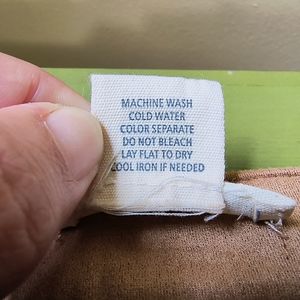 MACHINE WASH
COLD WATER
COLOR SEPARATE
DO NOT BLEACH
LAY FLAT TO DRY
COOL IRON IF NEEDED